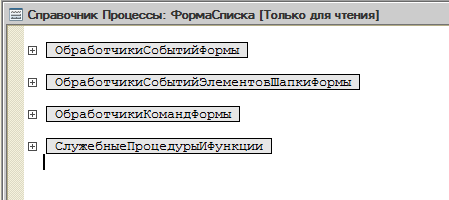 Справочник Процессы: ФормаСписка [Только для чтения]
ОбработчикиСобытийФормы
ОбработчикиСобытийЭлементовШапкиФормы
ОбработчикиКомандФормы
СлужебныеПроцедурыИФункции